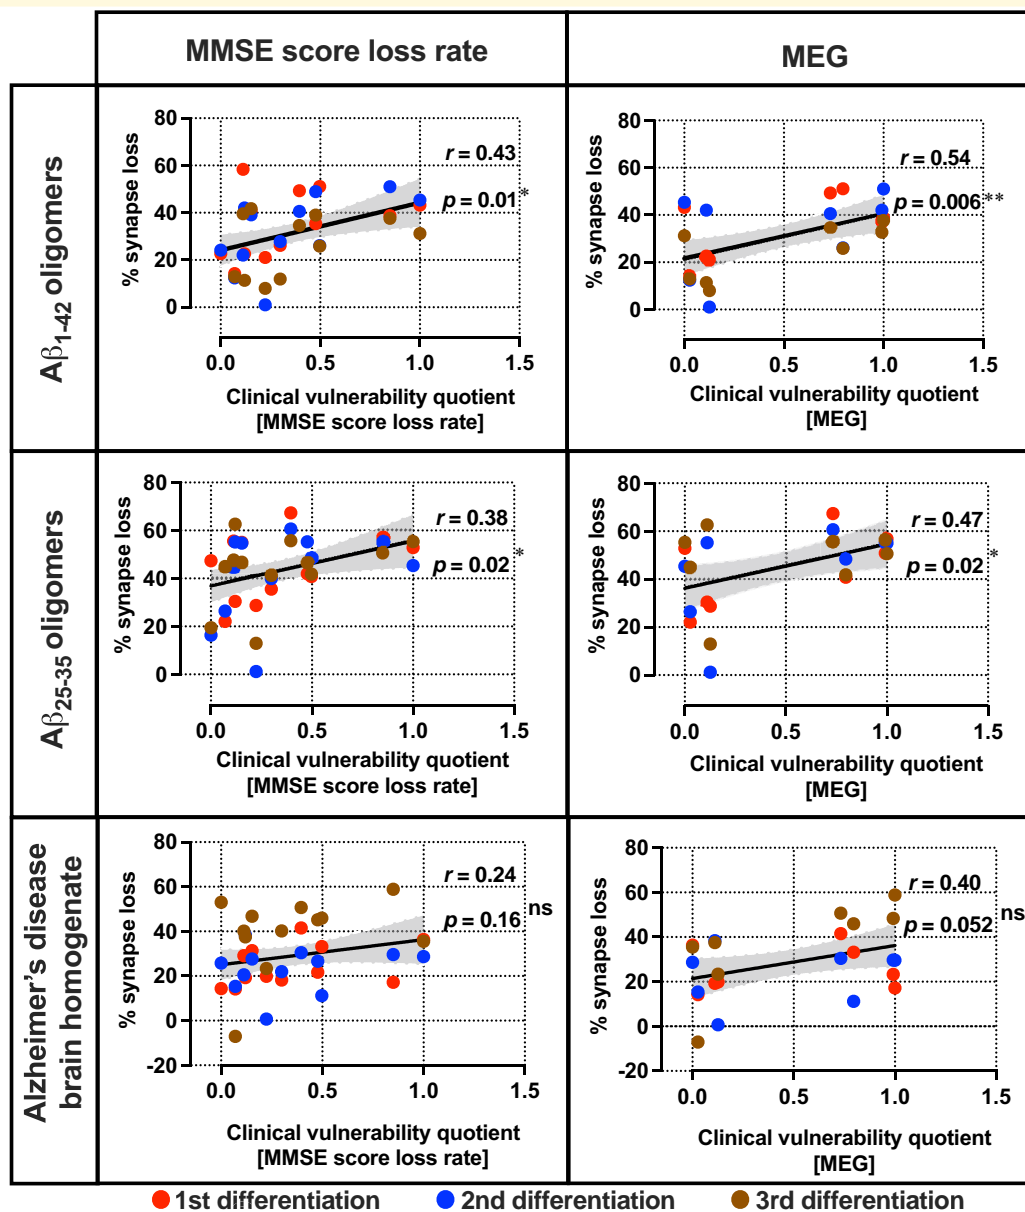 MMSE score loss rate
MEG
Aβ1-42 oligomers
80
60
40
20
0
% synapse loss
r = 0.43
p = 0.01*
0.0 0.5 1.0 1.5
Clinical vulnerability quotient
[MMSE score loss rate]
80
60
40
20
0
% synapse loss
r = 0.54
p = 0.006**
0.0 0.5 1.0 1.5
Clinical vulnerability quotient
[MEG]
Aβ25-35 oligomers
80
60
40
20
0
% synapse loss
r = 0.38
p = 0.02*
0.0 0.5 1.0 1.5
Clinical vulnerability quotient
[MMSE score loss rate]
80
60
40
20
0
% synapse loss
r = 0.47
p = 0.02*
0.0 0.5 1.0 1.5
Clinical vulnerability quotient
[MEG]
Alzheimer's disease
brain homogenate
80
60
40
20
0
-20
% synapse loss
r = 0.24
p = 0.16 ns
0.0 0.5 1.0 1.5
Clinical vulnerability quotient
[MMSE score loss rate]
80
60
40
20
0
-20
% synapse loss
r = 0.40
p = 0.052 ns
0.0 0.5 1.0 1.5
Clinical vulnerability quotient
[MEG]
1st differentiation 2nd differentiation 3rd differentiation